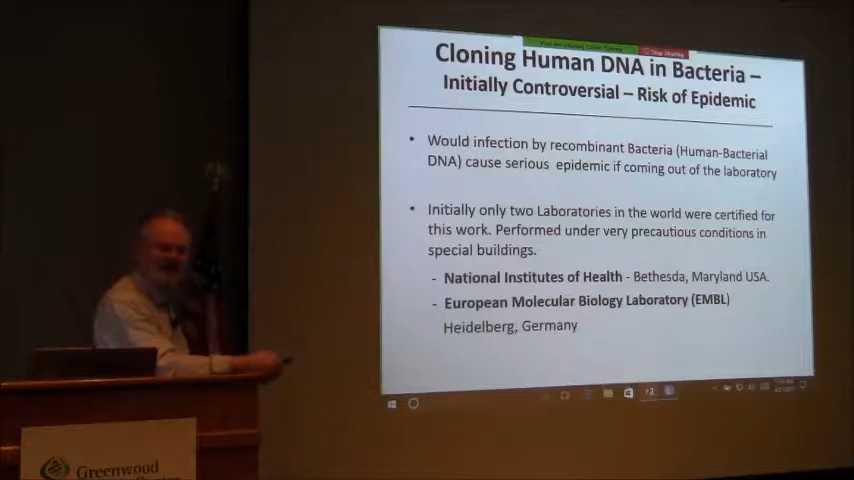 Stop Sharing
Cloning Human DNA in Bacteria –
Initially Controversial – Risk of Epidemic
• Would infection by recombinant Bacteria (Human-Bacterial
DNA) cause serious epidemic if coming out of the laboratory
• Initially only two Laboratories in the world were certified for
this work. Performed under very precautious conditions in
special buildings.
- National Institutes of Health - Bethesda, Maryland USA.
- European Molecular Biology Laboratory (EMBL)
Heidelberg, Germany
Greenwood